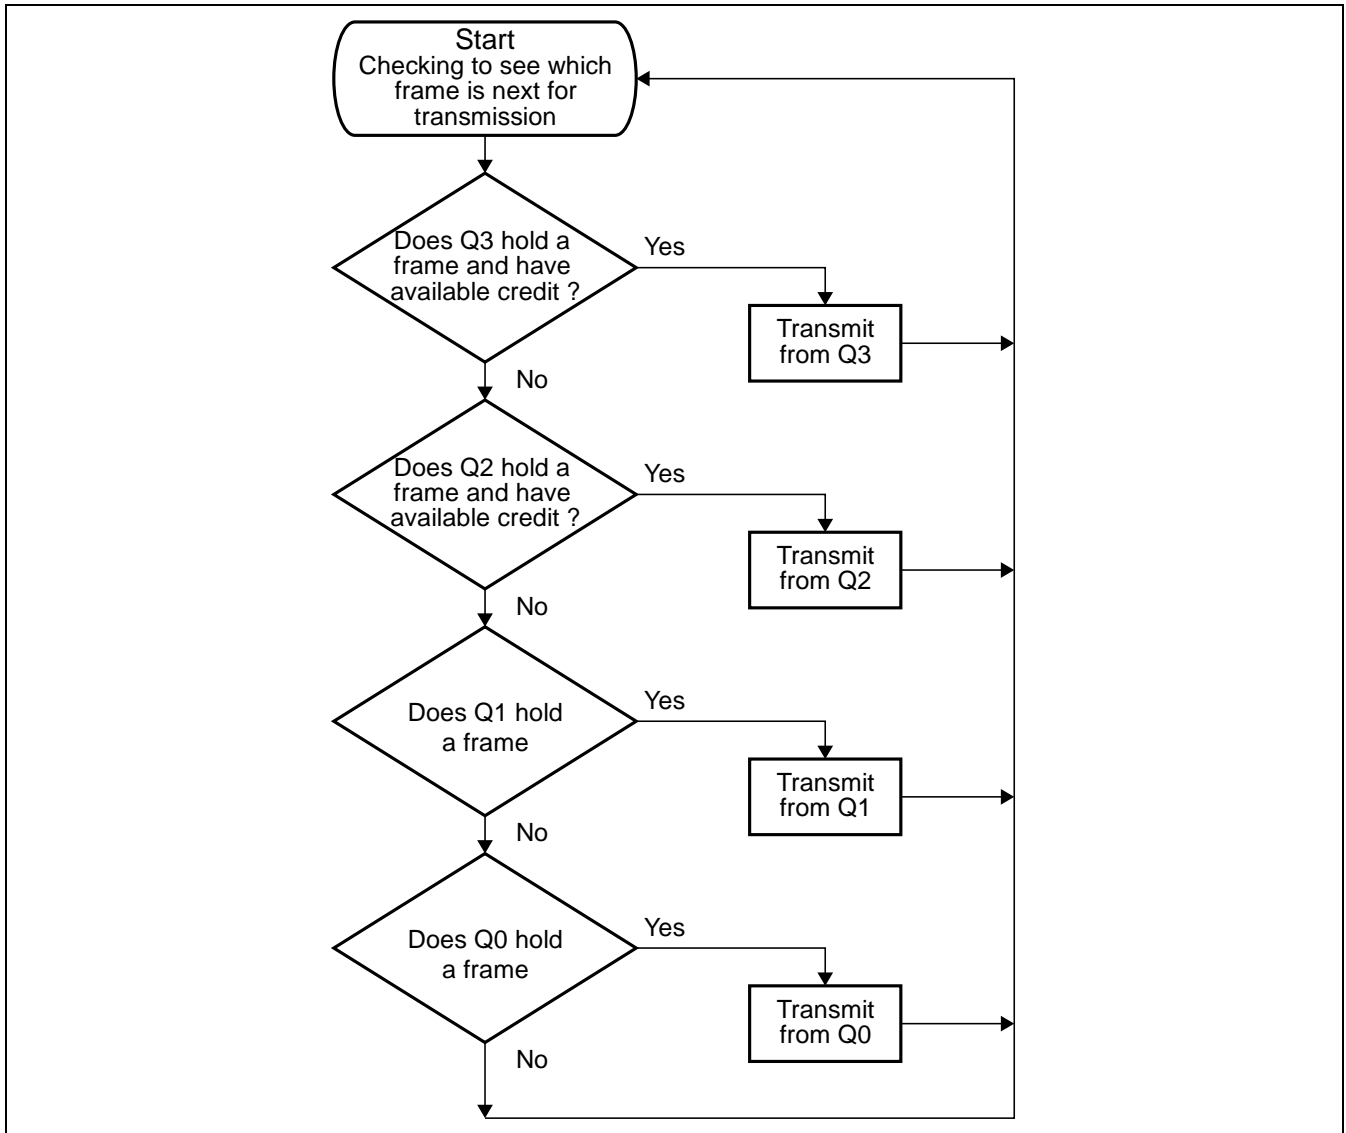 Start
Checking to see which
frame is next for
transmission
Does Q3 hold a
frame and have
available credit ?
Yes
Transmit
from Q3
No
Does Q2 hold a
frame and have
available credit ?
Yes
Transmit
from Q2
No
Does Q1 hold
a frame
Yes
Transmit
from Q1
No
Does Q0 hold
a frame
Yes
Transmit
from Q0
No